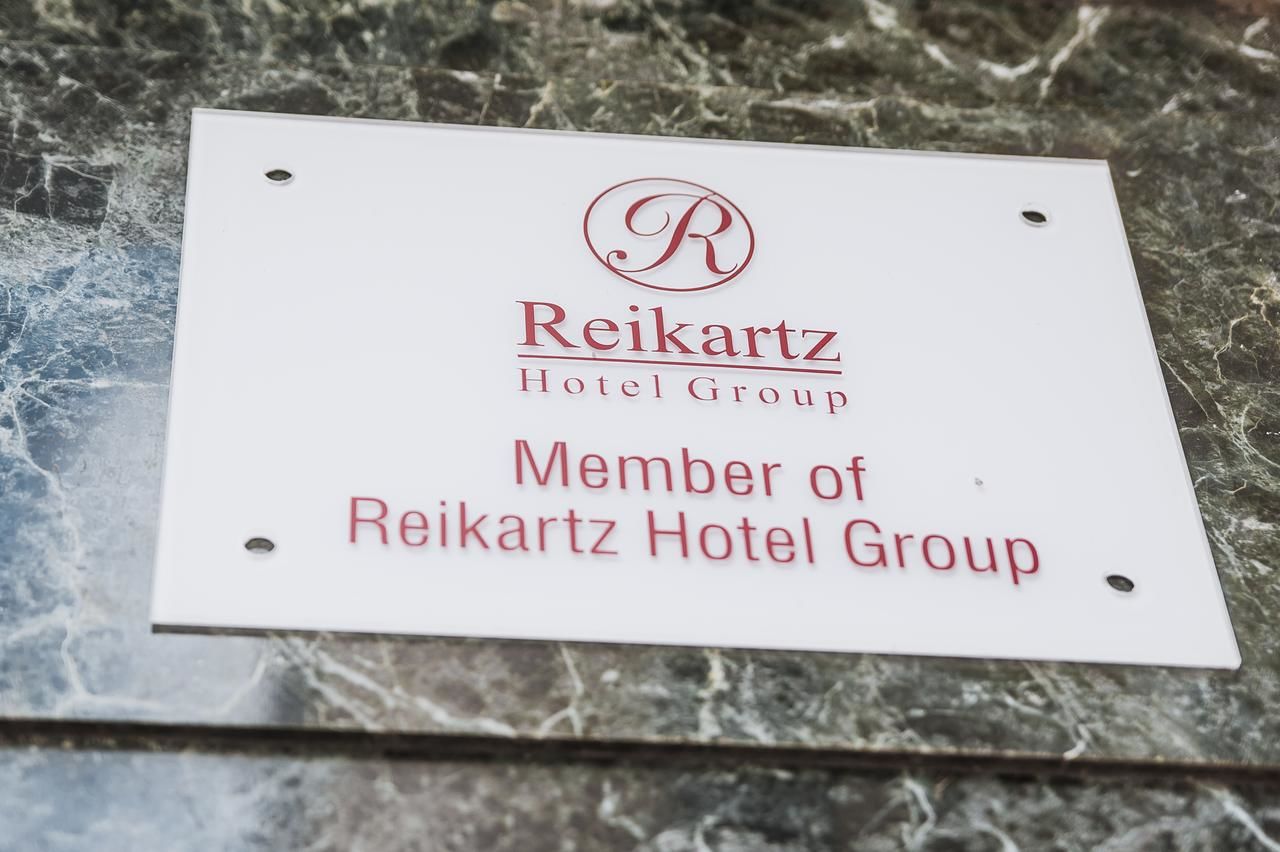 R
Reikartz
Hotel Group
Member of
Reikartz Hotel Group